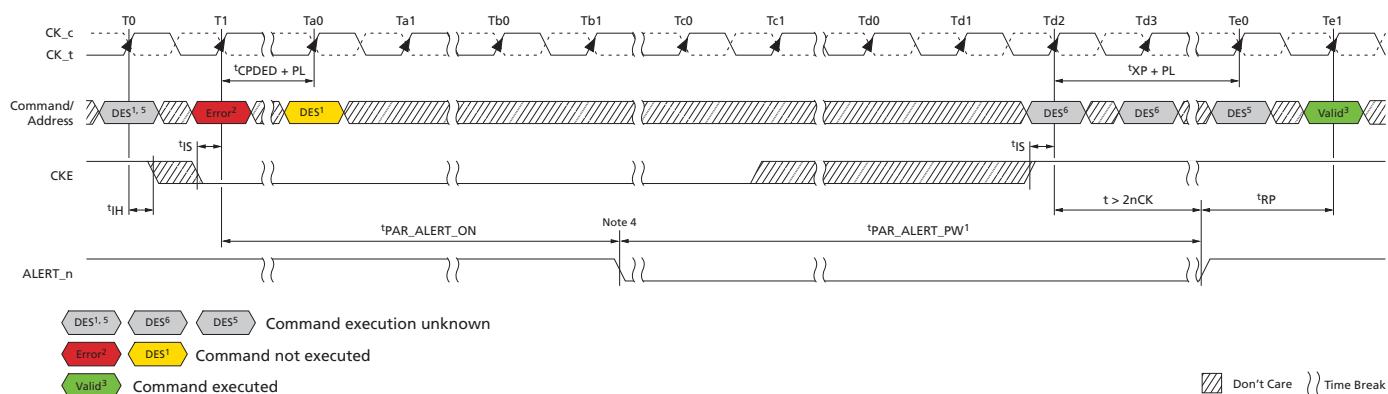 T0 T1 Ta0 Ta1 Tb0 Tb1 Tc0 Tc1 Td0 Td1 Td2 Td3 Te0 Te1
CK_c
CK_t
tCPDED + PL
tXP + PL
Command/
Address
DES1, 5
Error2
DES1
DES6
DES6
DES5
Valid3
tIS
tIS
CKE
tIH
t > 2nCK
tRP
tPAR_ALERT_ON
Note 4
tPAR_ALERT_PW1
ALERT_n
DES1, 5 DES6 DES5 Command execution unknown
Error2 DES1 Command not executed
Valid3 Command executed
Don't Care
Time Break